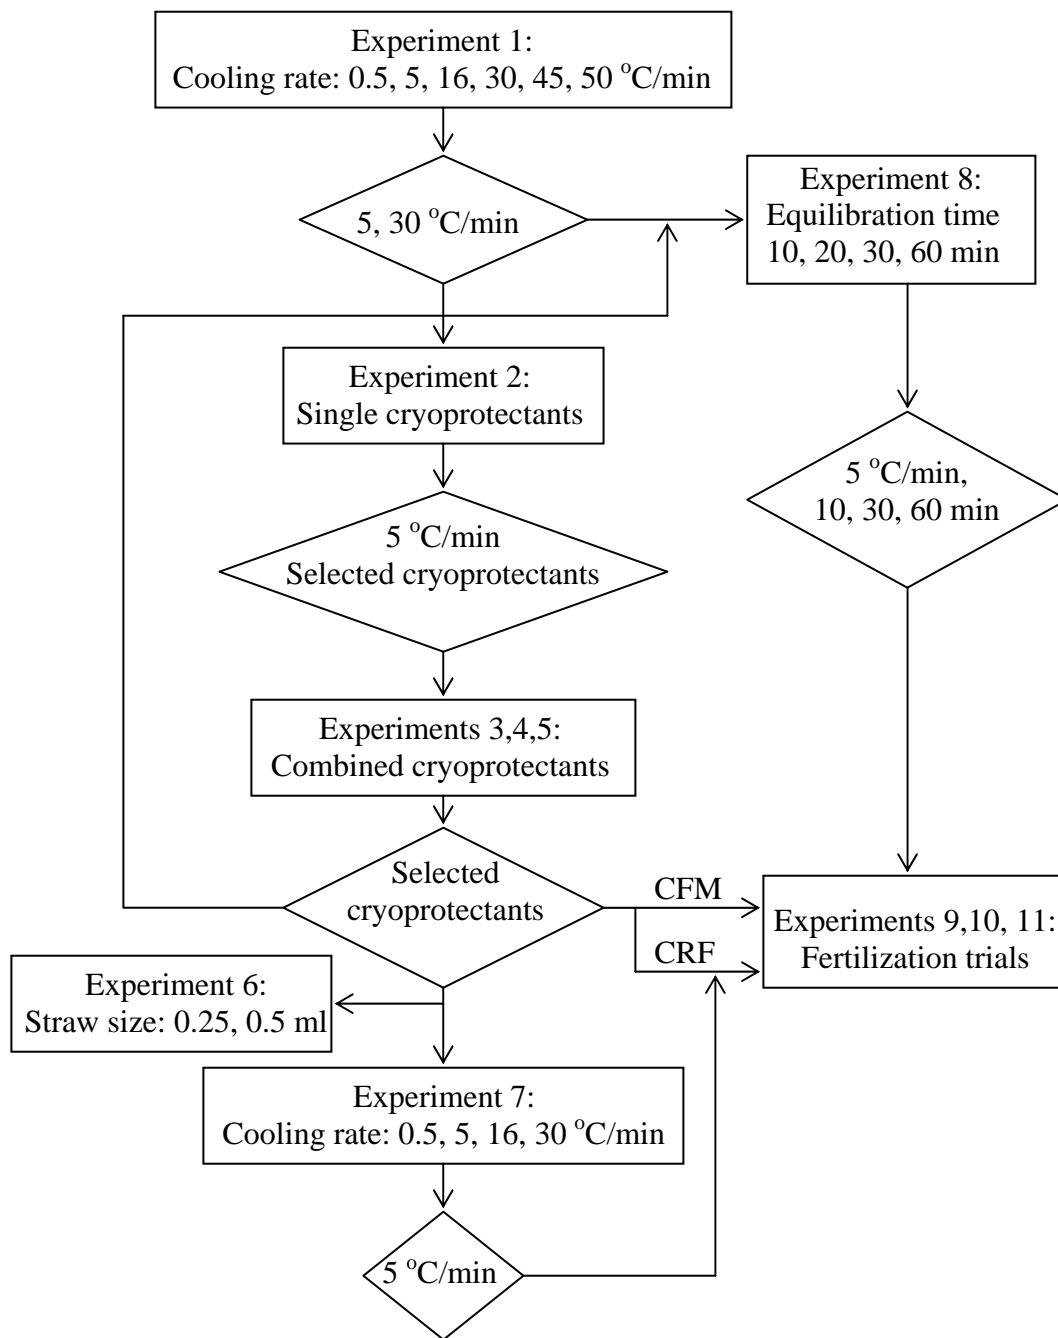 Experiment 1:
Cooling rate: 0.5, 5, 16, 30, 45, 50 °C/min
5, 30 °C/min
Experiment 8:
Equilibration time
10, 20, 30, 60 min
Experiment 2:
Single cryoprotectants
5 °C/min,
10, 30, 60 min
5 °C/min
Selected cryoprotectants
Experiments 3,4,5:
Combined cryoprotectants
Selected
cryoprotectants
CFM
CRF
Experiments 9,10, 11:
Fertilization trials
Experiment 6:
Straw size: 0.25, 0.5 ml
Experiment 7:
Cooling rate: 0.5, 5, 16, 30 °C/min
5 °C/min